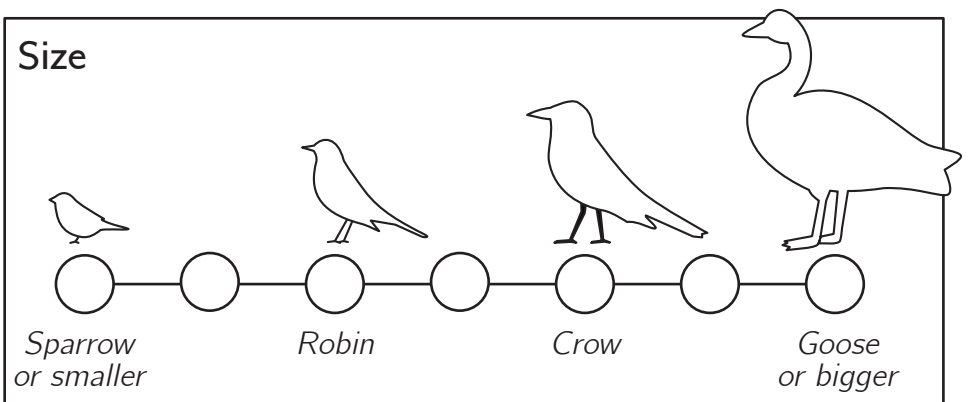 Size
Sparrow
or smaller
Robin
Crow
Goose
or bigger